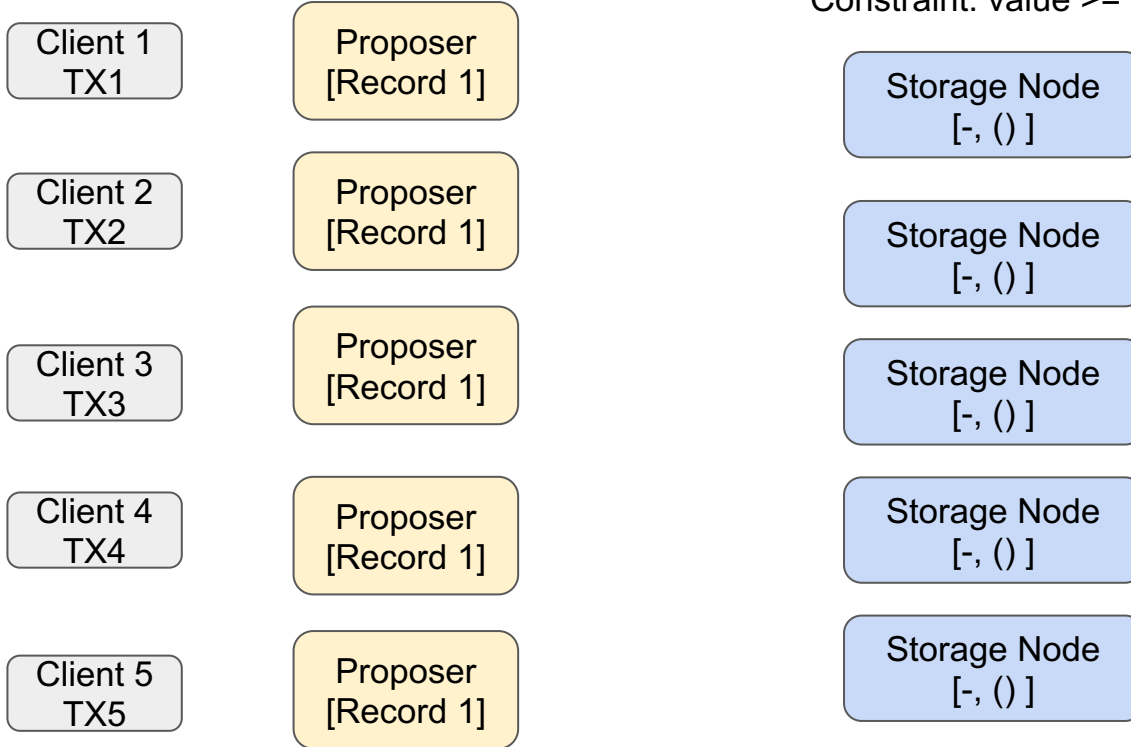 Constraint: value >=
Client 1
TX1
Proposer
[Record 1]
Storage Node
[-, () ]
Client 2
TX2
Proposer
[Record 1]
Storage Node
[-, () ]
Client 3
TX3
Proposer
[Record 1]
Storage Node
[-, () ]
Client 4
TX4
Proposer
[Record 1]
Storage Node
[-, () ]
Client 5
TX5
Proposer
[Record 1]
Storage Node
[-, () ]